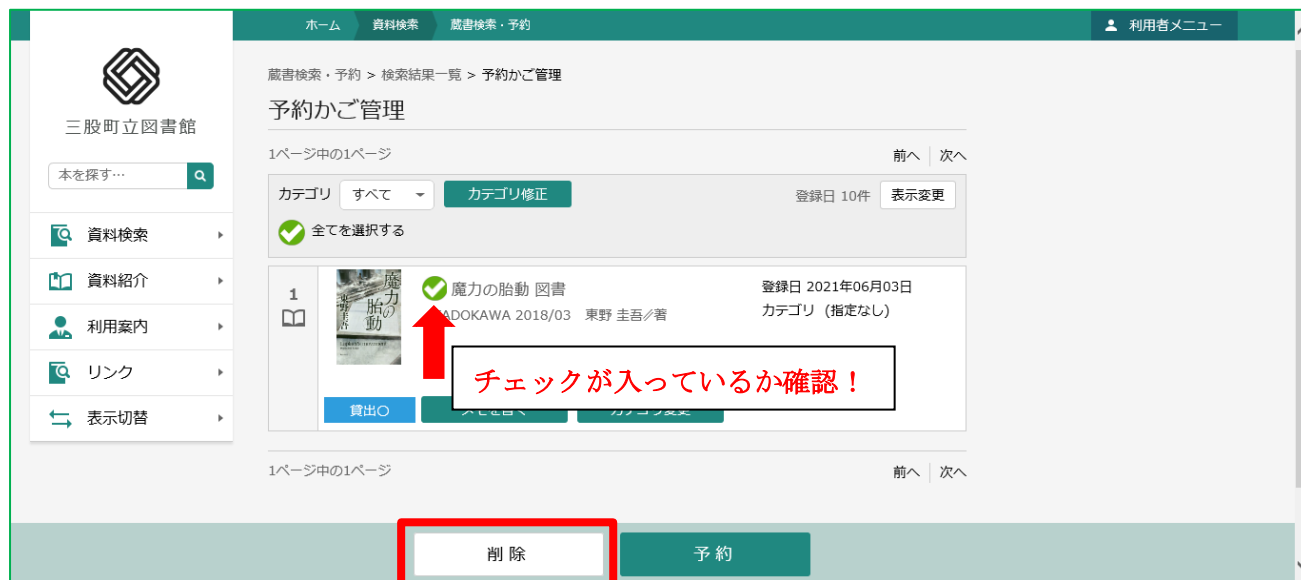 ホーム 資料検索 蔵書検索・予約 利用者メニュー
三股町立図書館
本を探す…
資料検索
資料紹介
利用案内
リンク
表示切替
蔵書検索・予約 > 検索結果一覧 > 予約かご管理
予約かご管理
1ページ中の1ページ 前へ 次へ
カテゴリ すべて カテゴリ修正 登録日 10件 表示変更
全てを選択する
1 魔力の胎動 図書 登録日 2021年06月03日
ADOKAWA 2018/03 東野 圭吾∥著 カテゴリ (指定なし)
魔力の胎動
東野圭吾
チェックが入っているか確認！
貸出○
1ページ中の1ページ 前へ 次へ
削除 予約